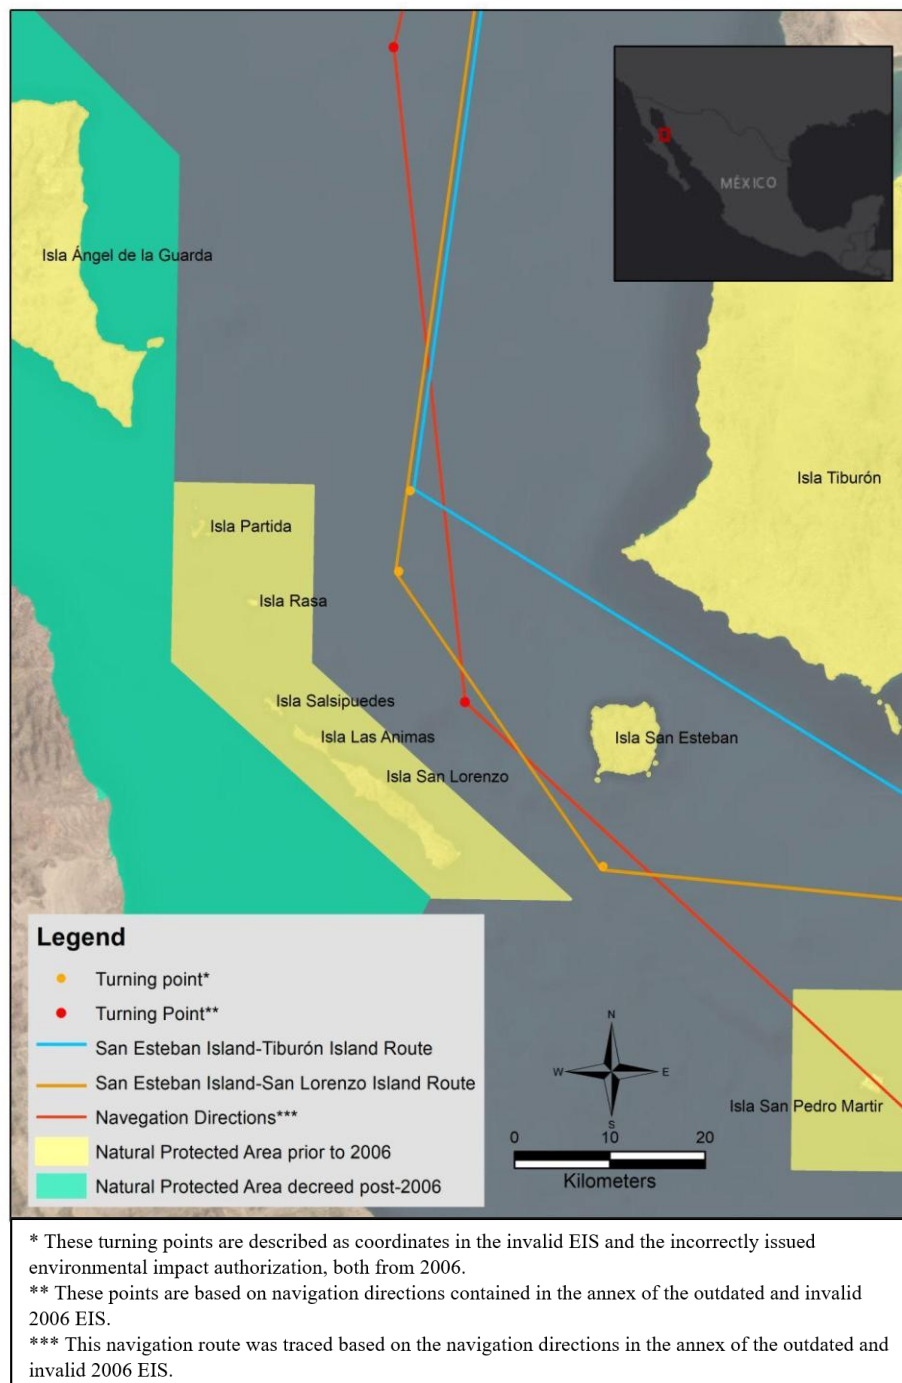 MÉXICO
Isla Ángel de la Guarda
Isla Tiburón
Isla Partida
Isla Rasa
Isla Salsipuedes
Isla Las Animas
Isla San Esteban
Isla San Lorenzo
Legend
Turning point*
Turning Point**
San Esteban Island-Tiburón Island Route
San Esteban Island-San Lorenzo Island Route
Navegation Directions***
Natural Protected Area prior to 2006
Natural Protected Area decreed post-2006
N
W E
S
0 10 20
Kilometers
Isla San Pedro Martir
* These turning points are described as coordinates in the invalid EIS and the incorrectly issued
environmental impact authorization, both from 2006.
** These points are based on navigation directions contained in the annex of the outdated and invalid
2006 EIS.
*** This navigation route was traced based on the navigation directions in the annex of the outdated and
invalid 2006 EIS.